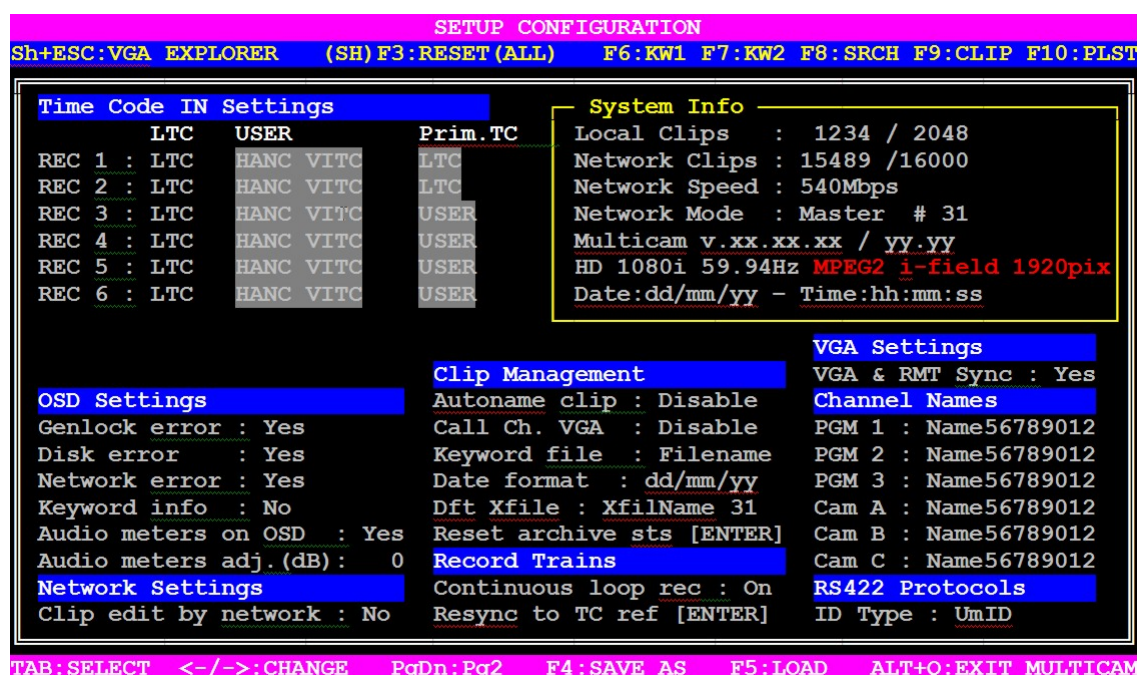 SETUP CONFIGURATION
Sh+ESC:VGA EXPLORER (SH)F3:RESET(ALL) F6:KW1 F7:KW2 F8:SRCH F9:CLIP F10:PLST
Time Code IN Settings
LTC USER Prim.TC
REC 1 : LTC HANC VITC LTC
REC 2 : LTC HANC VITC LTC
REC 3 : LTC HANC VITC USER
REC 4 : LTC HANC VITC USER
REC 5 : LTC HANC VITC USER
REC 6 : LTC HANC VITC USER
System Info
Local Clips : 1234 / 2048
Network Clips : 15489 /16000
Network Speed : 540Mbps
Network Mode : Master # 31
Multicam v.xx.xx.xx / yy.yy
HD 1080i 59.94Hz MPEG2 i-field 1920pix
Date:dd/mm/yy - Time:hh:mm:ss
OSD Settings
Genlock error : Yes
Disk error : Yes
Network error : Yes
Keyword info : No
Audio meters on OSD : Yes
Audio meters adj.(dB): 0
Network Settings
Clip edit by network : No
Clip Management
Autoname clip : Disable
Call Ch. VGA : Disable
Keyword file : Filename
Date format : dd/mm/yy
Dft Xfile : XfilName 31
Reset archive sts [ENTER]
Record Trains
Continuous loop rec : On
Resync to TC ref [ENTER]
VGA Settings
VGA & RMT Sync : Yes
Channel Names
PGM 1 : Name56789012
PGM 2 : Name56789012
PGM 3 : Name56789012
Cam A : Name56789012
Cam B : Name56789012
Cam C : Name56789012
RS422 Protocols
ID Type : UmID
TAB:SELECT <-/->:CHANGE PgDn:Pg2 F4:SAVE AS F5:LOAD ALT+Q:EXIT MULTICAM